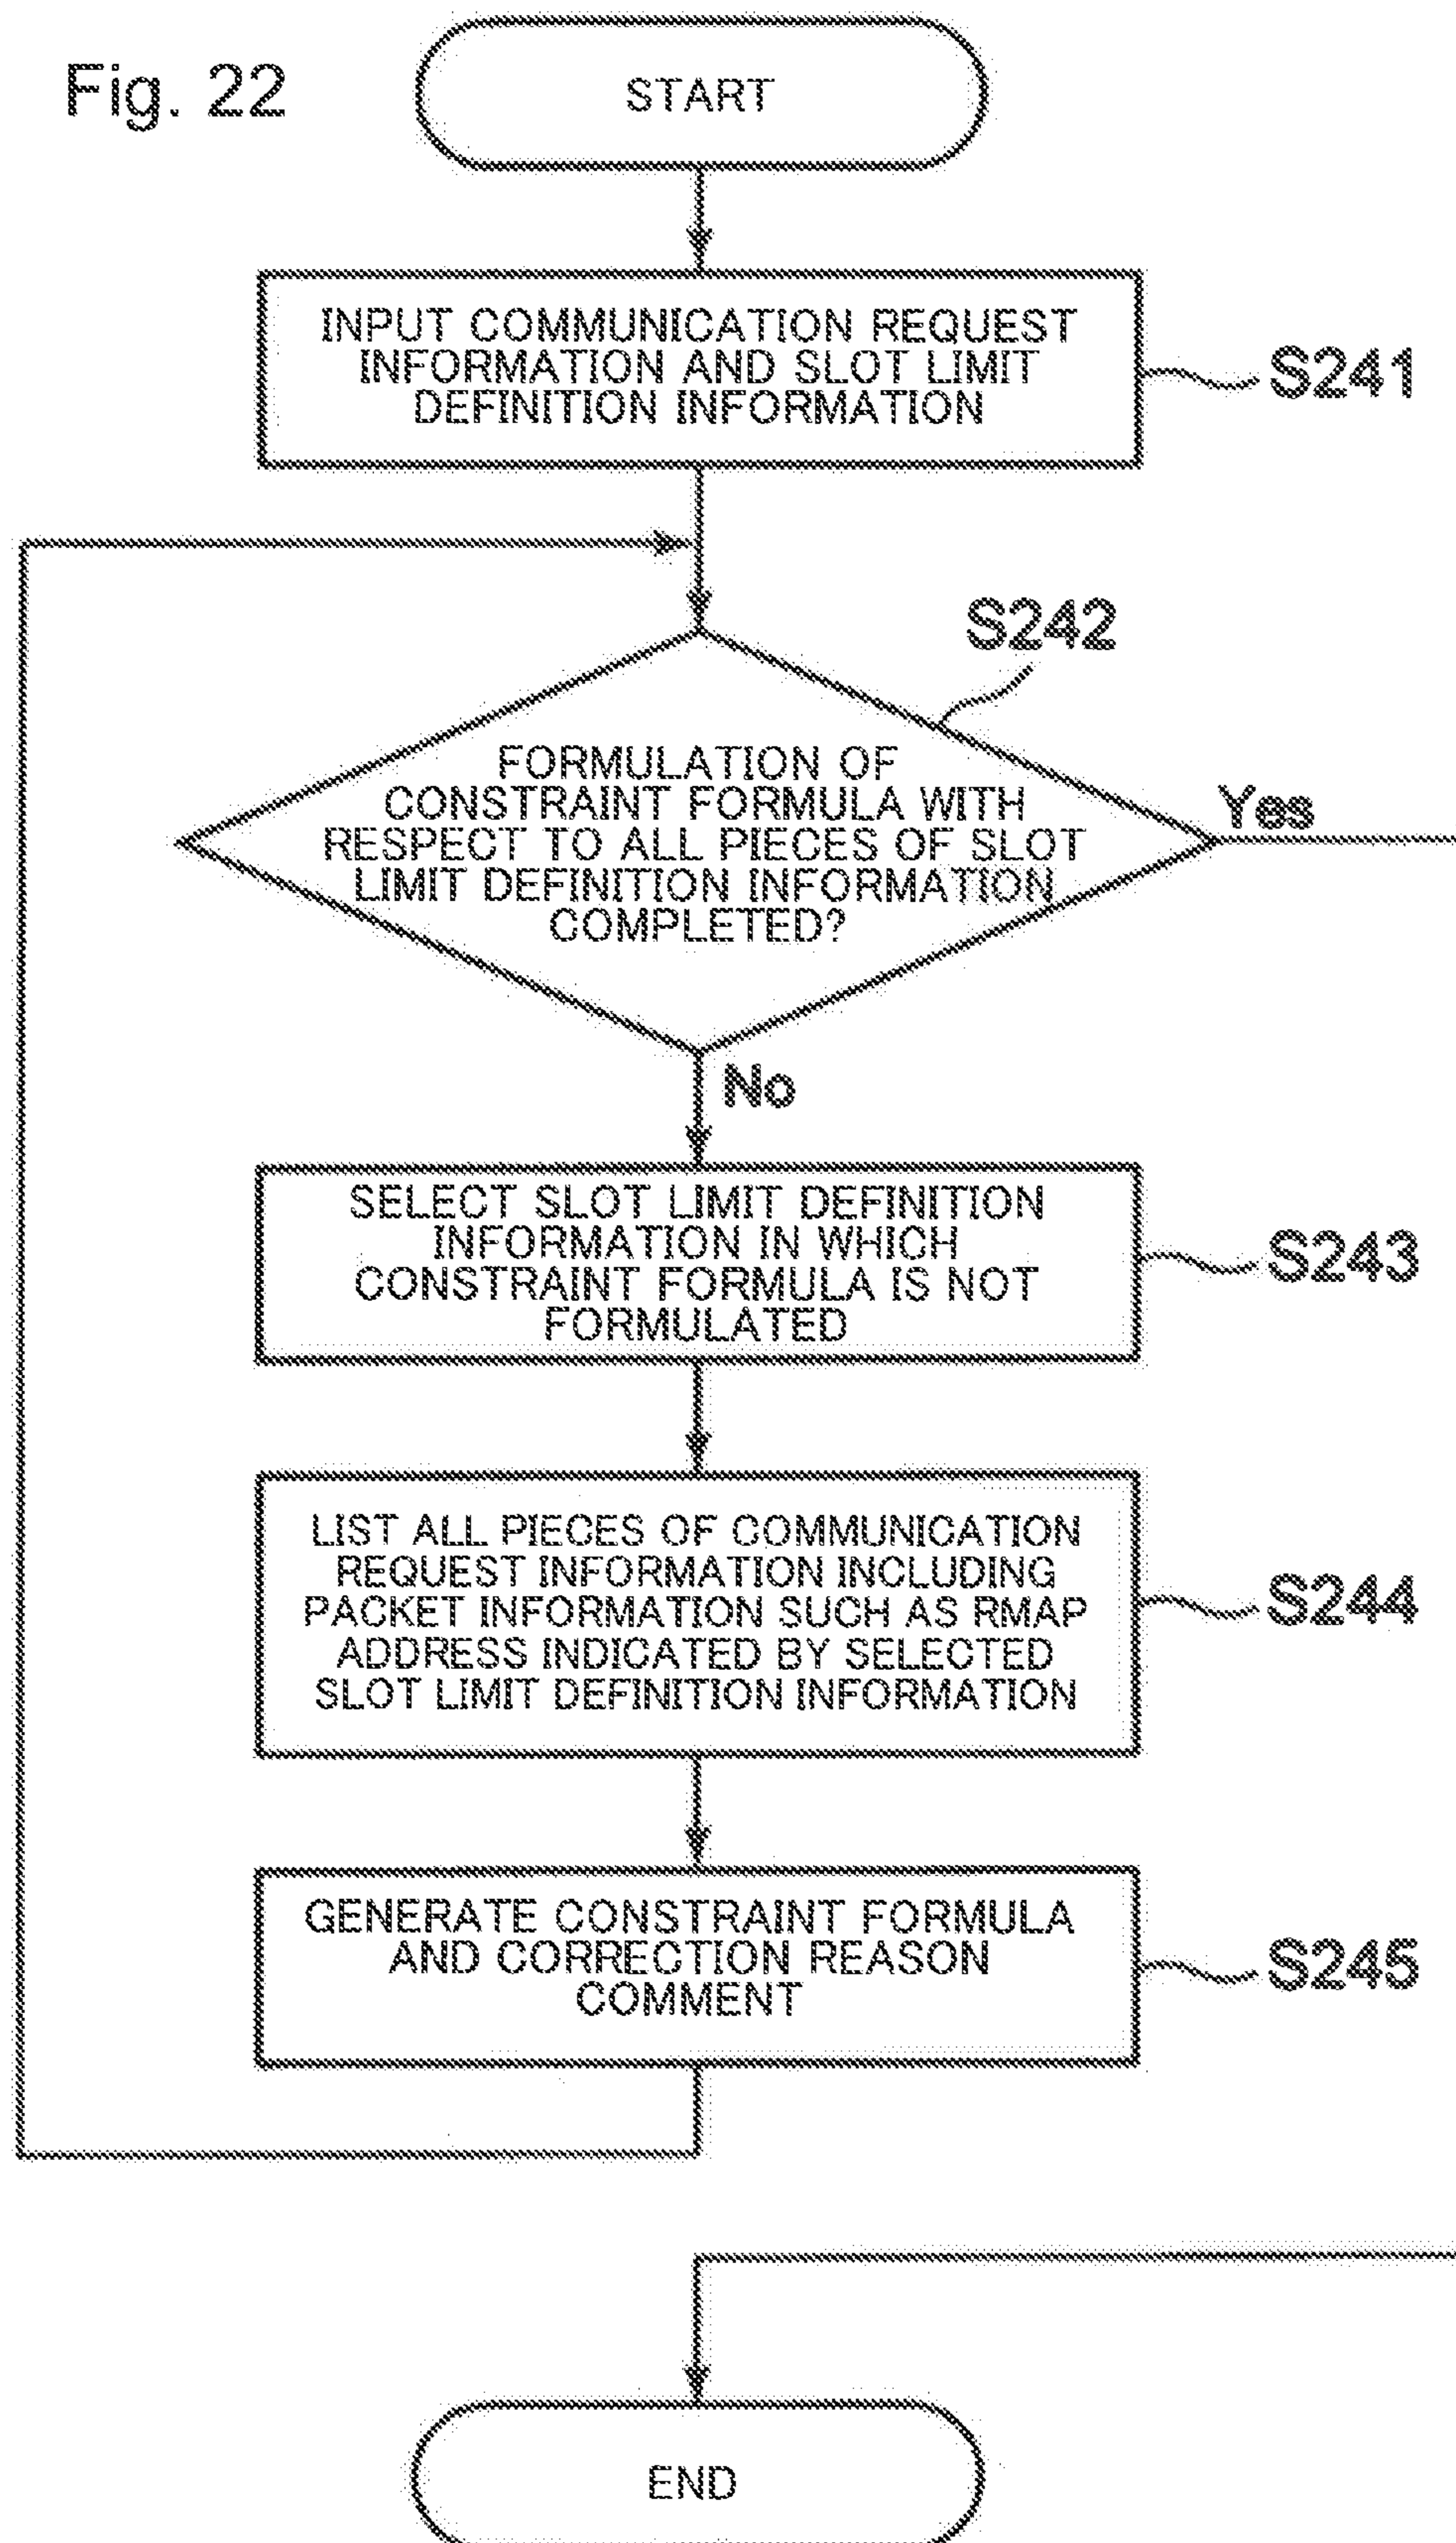 Fig. 22
START
INPUT COMMUNICATION REQUEST
INFORMATION AND SLOT LIMIT
DEFINITION INFORMATION
S241
S242
FORMULATION OF
CONSTRAINT FORMULA WITH
RESPECT TO ALL PIECES OF SLOT
LIMIT DEFINITION INFORMATION
COMPLETED?
Yes
No
SELECT SLOT LIMIT DEFINITION
INFORMATION IN WHICH
CONSTRAINT FORMULA IS NOT
FORMULATED
S243
LIST ALL PIECES OF COMMUNICATION
REQUEST INFORMATION INCLUDING
PACKET INFORMATION SUCH AS RMAP
ADDRESS INDICATED BY SELECTED
SLOT LIMIT DEFINITION INFORMATION
S244
GENERATE CONSTRAINT FORMULA
AND CORRECTION REASON
COMMENT
S245
END